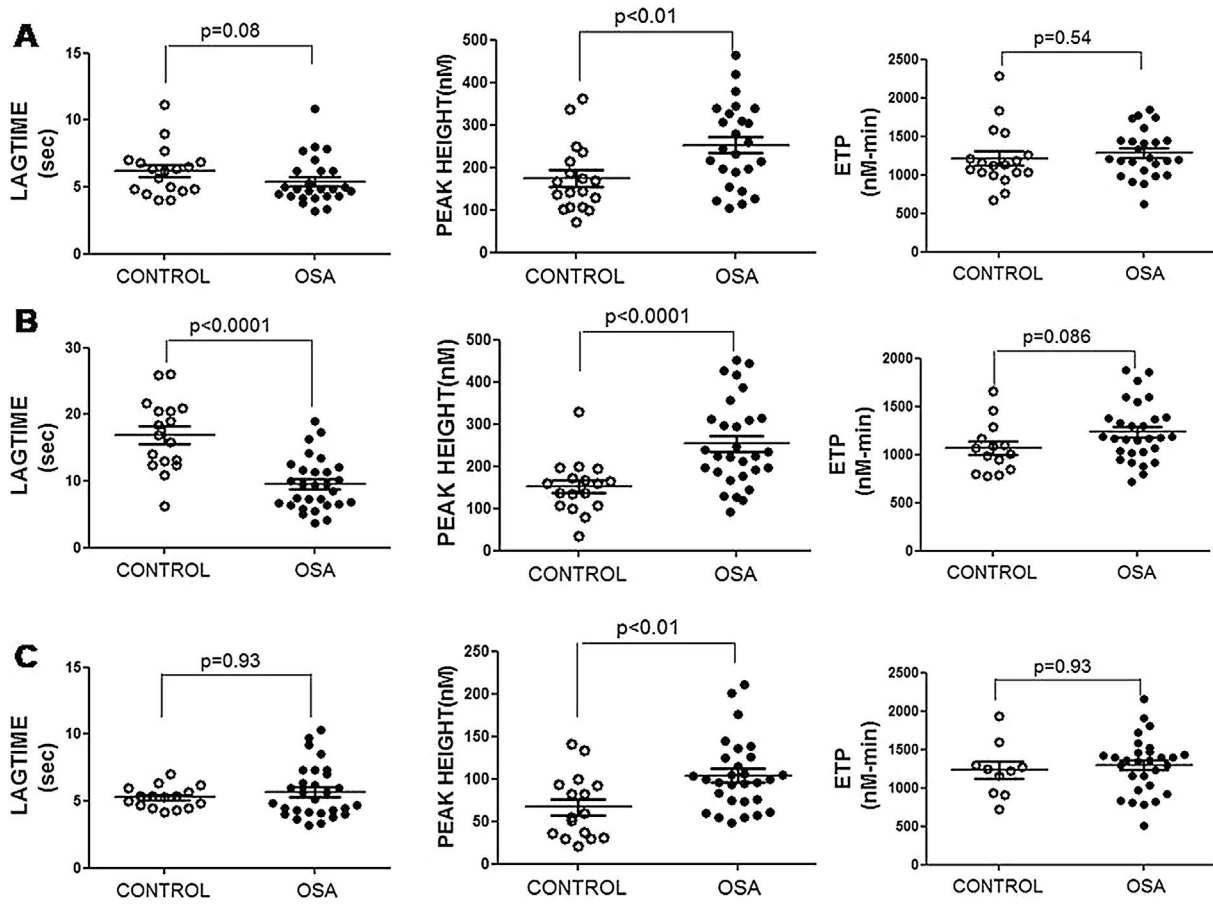 A
p=0.08
LAGTIME
(sec)
15
10
5
0
CONTROL
OSA
p<0.01
PEAK HEIGHT(nM)
500
400
300
200
100
0
CONTROL
OSA
p=0.54
ETP
(nM-min)
2500
2000
1500
1000
500
0
CONTROL
OSA
B
p<0.0001
LAGTIME
(sec)
30
20
10
0
CONTROL
OSA
p<0.0001
PEAK HEIGHT(nM)
500
400
300
200
100
0
CONTROL
OSA
p=0.086
ETP
(nM-min)
2000
1500
1000
500
0
CONTROL
OSA
C
p=0.93
LAGTIME
(sec)
15
10
5
0
CONTROL
OSA
p<0.01
PEAK HEIGHT(nM)
250
200
150
100
50
0
CONTROL
OSA
p=0.93
ETP
(nM-min)
2500
2000
1500
1000
500
0
CONTROL
OSA